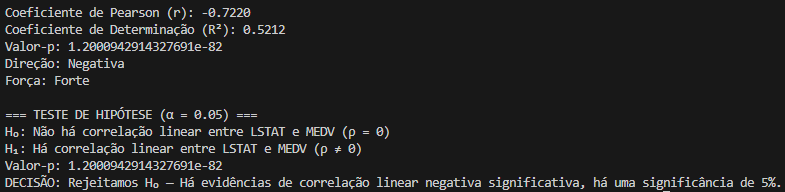 Coeficiente de Pearson (r): -0.7220
Coeficiente de Determinação (R²): 0.5212
Valor-p: 1.2000942914327691e-82
Direção: Negativa
Força: Forte
=== TESTE DE HIPÓTESE (α = 0.05) ===
H₀: Não há correlação linear entre LSTAT e MEDV (ρ = 0)
H₁: Há correlação linear entre LSTAT e MEDV (ρ ≠ 0)
Valor-p: 1.2000942914327691e-82
DECISÃO: Rejeitamos H₀ — Há evidências de correlação linear negativa significativa, há uma significância de 5%.